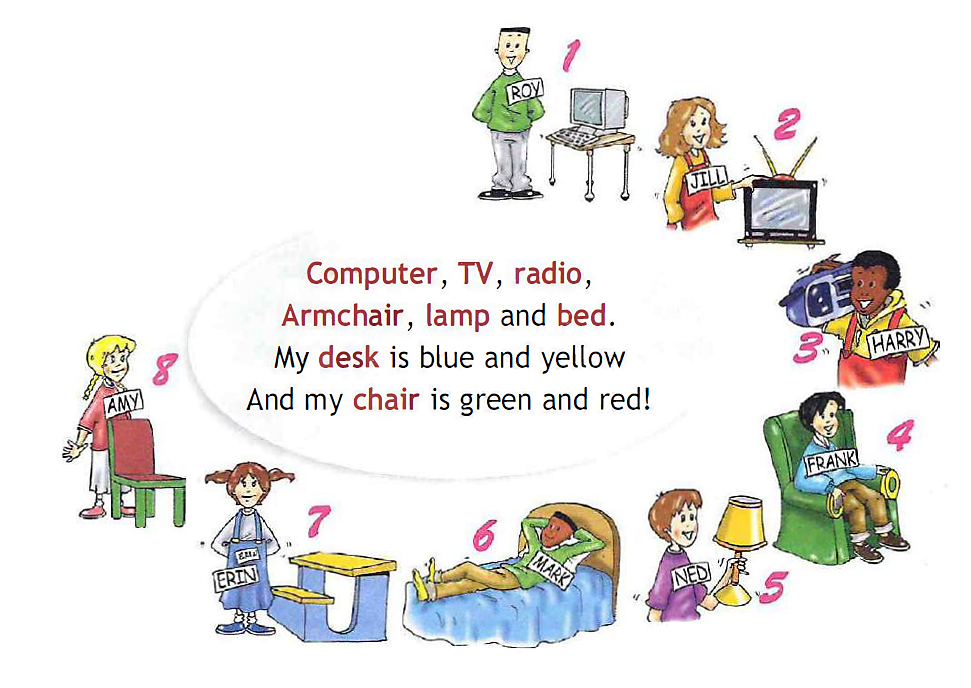 1
ROY
2
JILL
3
HARRY
4
FRANK
5
NED
6
MARK
7
ERIN
8
AMY
Computer, TV, radio,
Armchair, lamp and bed.
My desk is blue and yellow
And my chair is green and red!